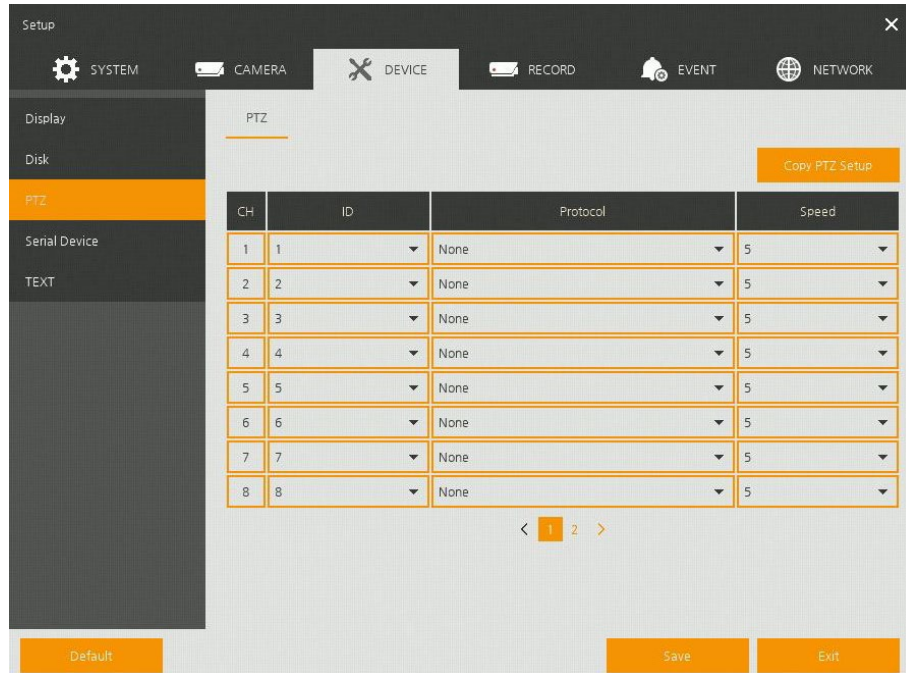 Setup
SYSTEM CAMERA DEVICE RECORD EVENT NETWORK
Display
Disk
PTZ
Serial Device
TEXT
PTZ
Copy PTZ Setup
CH ID Protocol Speed
1 1 None 5
2 2 None 5
3 3 None 5
4 4 None 5
5 5 None 5
6 6 None 5
7 7 None 5
8 8 None 5
< 1 2 >
Default Save Exit